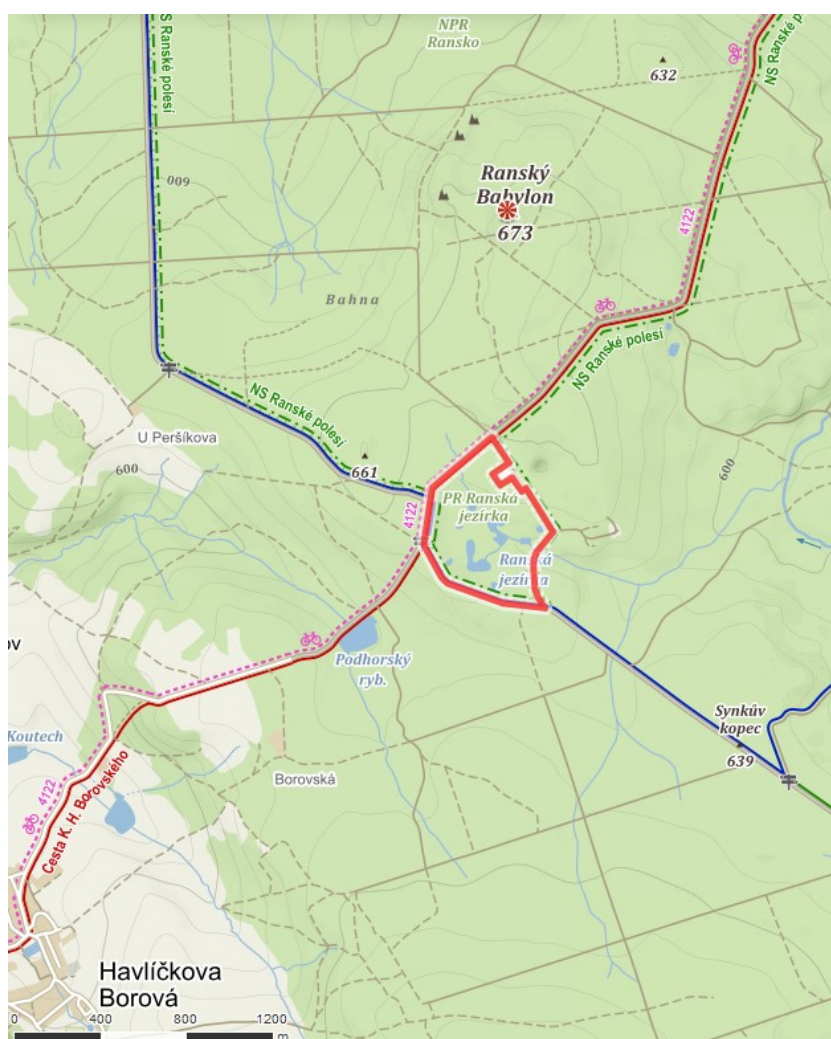 NPR
Ransko
632
NS Ranské polesí
NS Ranské p
600
Ranský
Babylon
673
4122
Bahna
NS Ranské polesí
NS Ranské polesí
U Peršíkova
661
600
4122
PR Ranská
jezírka
600
Ranská
jezírka
ov
Podhorský
ryb.
Synkův
kopec
639
Koutech
4122
Borovská
Cesta K. H. Borovského
Havlíčkova
Borová
0 400 800 1200
m